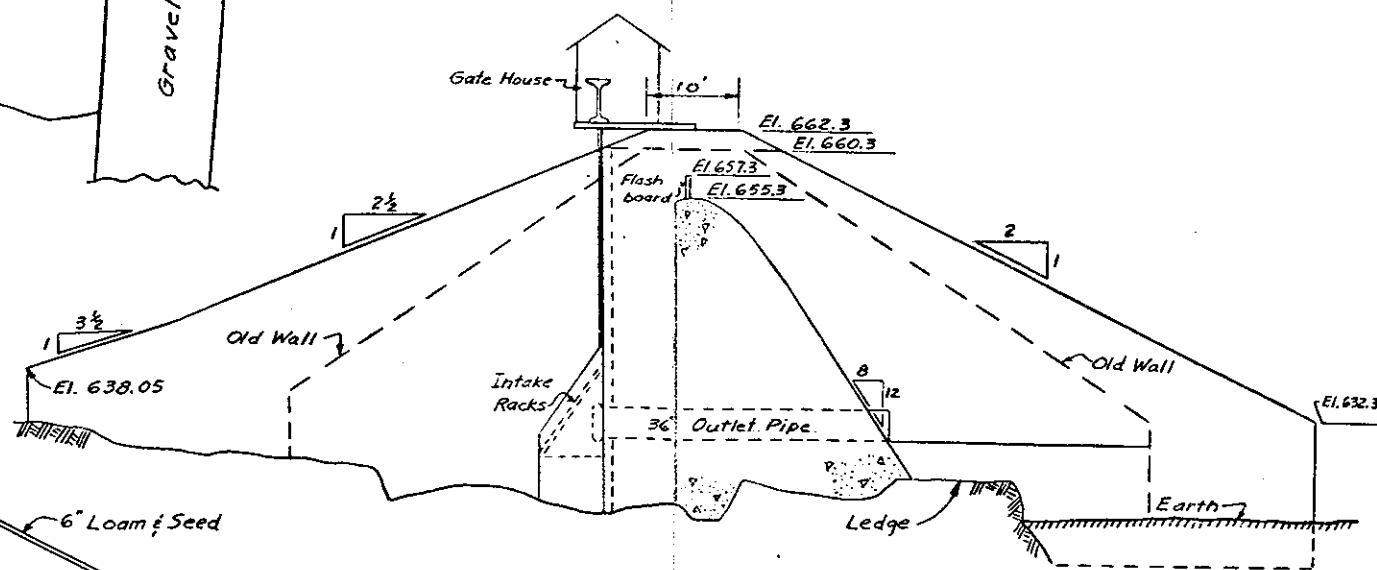 Gravel
Gate House
10'
El. 662.3
El. 660.3
El. 657.3
Flash
board
El. 655.3
2½
1
2
1
3½
1
Old Wall
Old Wall
El. 638.05
Intake
Racks
8
12
El. 632.3
36" Outlet Pipe.
6" Loam & Seed
Ledge
Earth